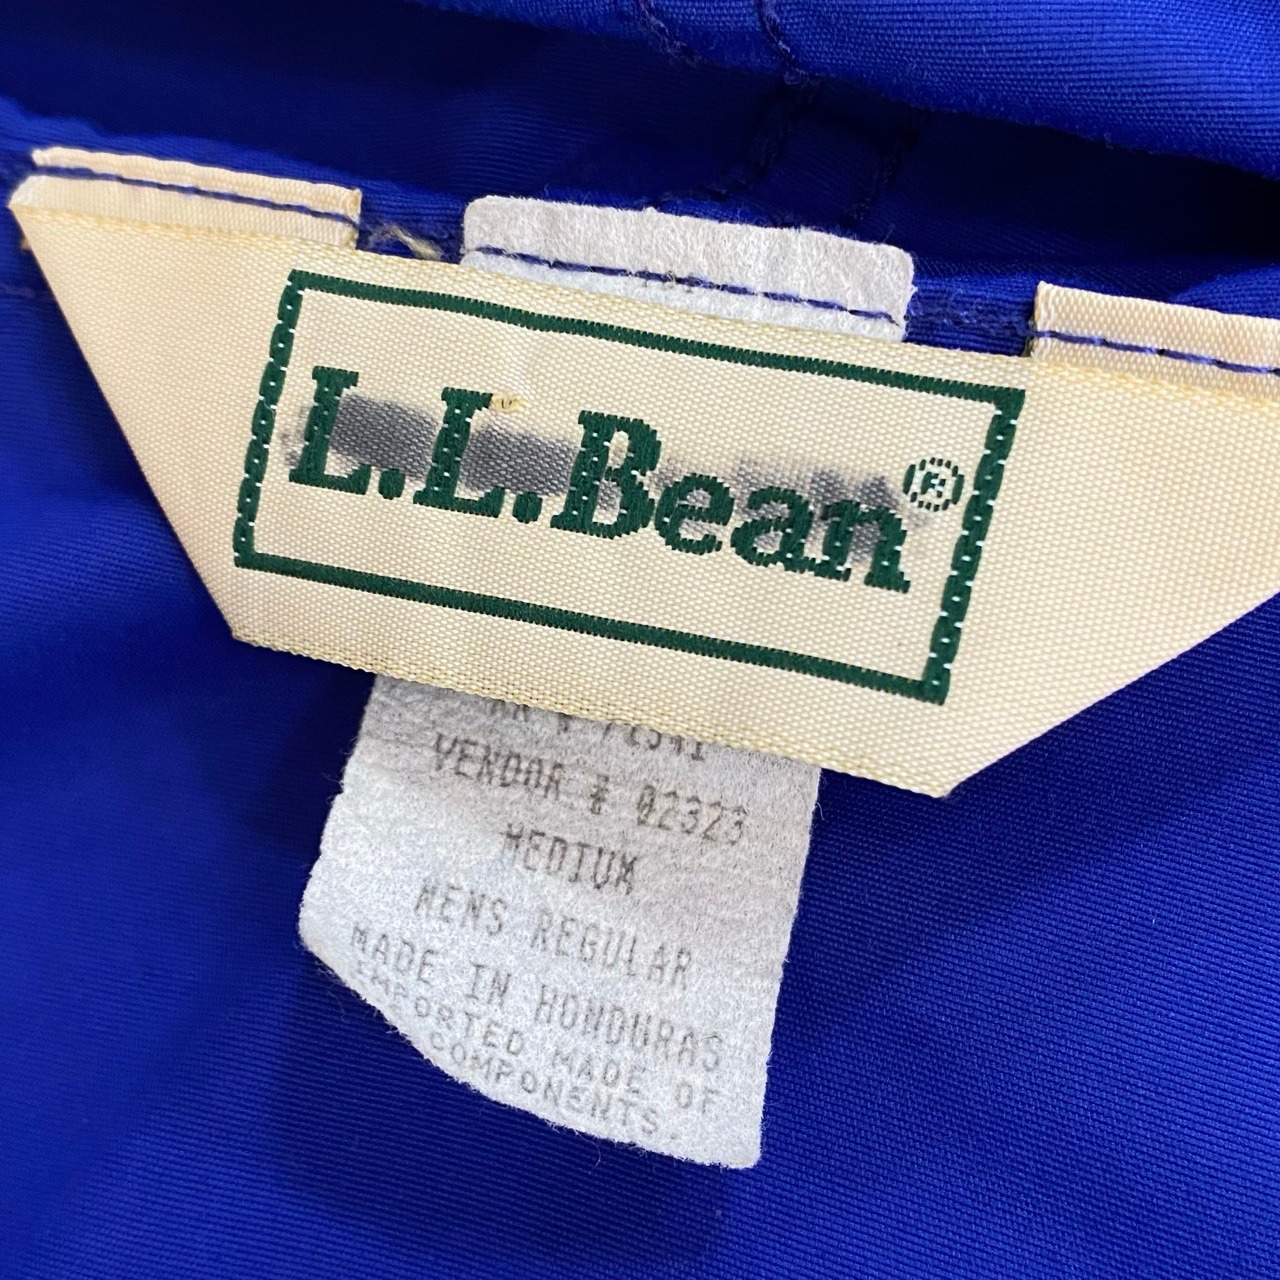 L.L.Bean®
VENDOR # 02323
MEDIUM
MENS REGULAR
MADE IN HONDURAS
IMPORTED MADE OF
COMPONENTS.